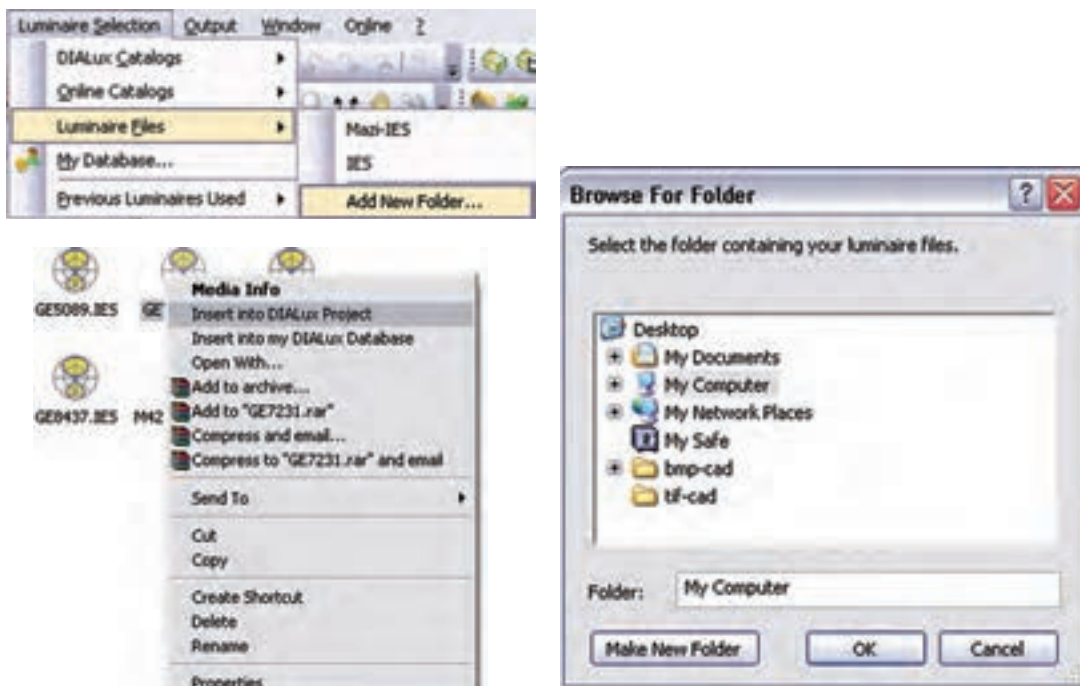 Luminaire Selection Output Window Online ?
DIALux Catalogs
Online Catalogs
Luminaire Files
My Database...
Previous Luminaires Used
Mazi-IES
IES
Add New Folder...
GE5089.IES GE
GE8437.IES M42
Media Info
Insert into DIALux Project
Insert into my DIALux Database
Open With...
Add to archive...
Add to "GE7231.rar"
Compress and email...
Compress to "GE7231.rar" and email
Send To
Cut
Copy
Create Shortcut
Delete
Rename
Properties
Browse For Folder ?
Select the folder containing your luminaire files.
Desktop
My Documents
My Computer
My Network Places
My Safe
bmp-cad
tif-cad
Folder: My Computer
Make New Folder OK Cancel